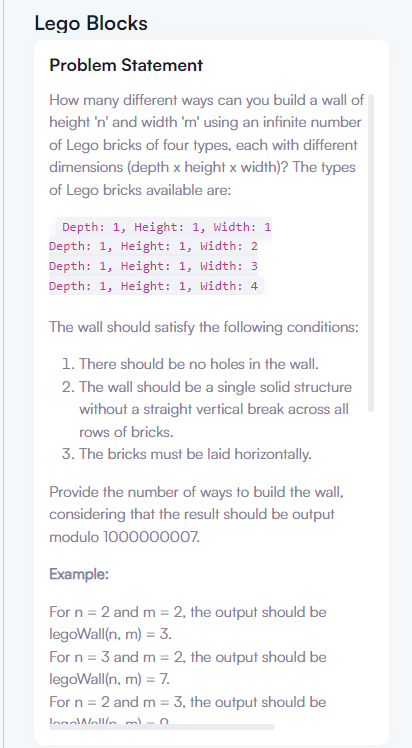 Lego Blocks
Problem Statement
How many different ways can you build a wall of
height 'n' and width 'm' using an infinite number
of Lego bricks of four types, each with different
dimensions (depth x height x width)? The types
of Lego bricks available are:
Depth: 1, Height: 1, Width: 1
Depth: 1, Height: 1, Width: 2
Depth: 1, Height: 1, Width: 3
Depth: 1, Height: 1, Width: 4
The wall should satisfy the following conditions:
1. There should be no holes in the wall.
2. The wall should be a single solid structure
without a straight vertical break across all
rows of bricks.
3. The bricks must be laid horizontally.
Provide the number of ways to build the wall,
considering that the result should be output
modulo 1000000007.
Example:
For n = 2 and m = 2, the output should be
legoWall(n, m) = 3.
For n = 3 and m = 2, the output should be
legoWall(n, m) = 7.
For n = 2 and m = 3, the output should be
legoWall(n, m) =